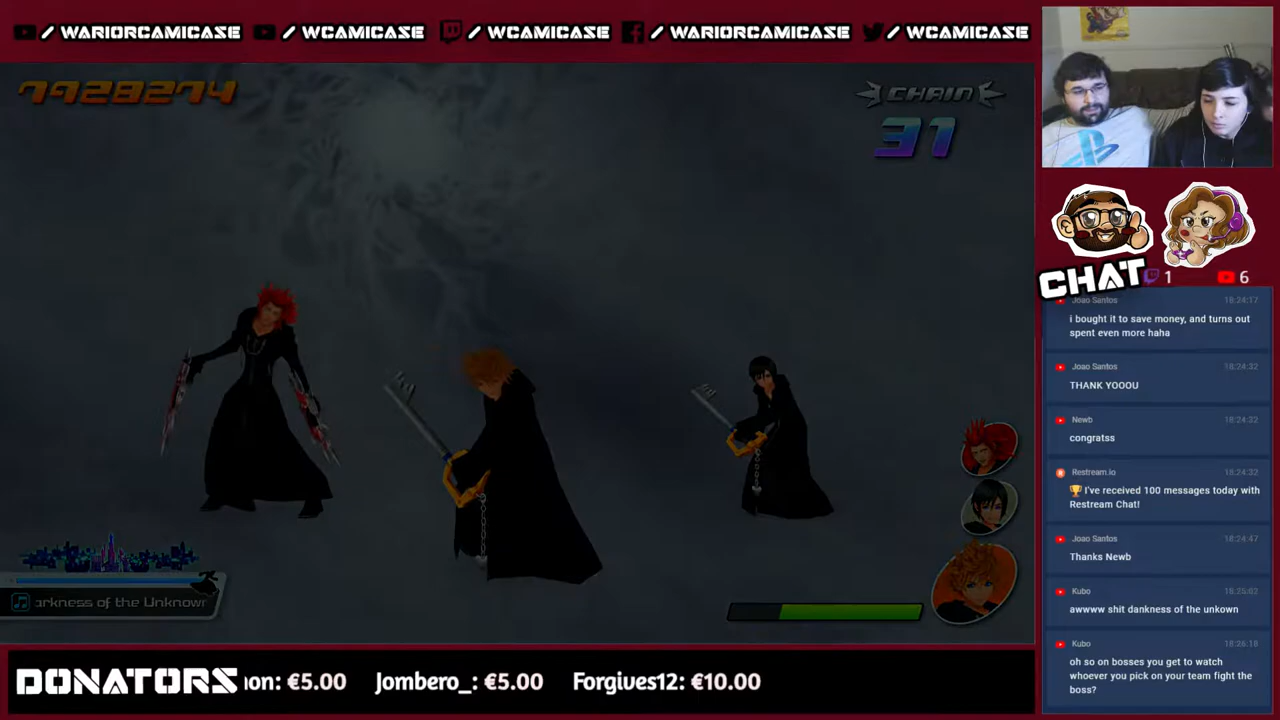 / WARIORCAMICASE / WCAMICASE / WCAMICASE / WARIORCAMICASE / WCAMICASE
7928274
CHAIN
31
arkness of the Unknow
CHAT
1 6
Joao Santos 18:24:17
i bought it to save money, and turns out
spent even more haha
Joao Santos 18:24:32
THANK YOOOU
Newb 18:24:32
congratss
Restream.io 18:24:32
🏆 I've received 100 messages today with
Restream Chat!
Joao Santos 18:24:47
Thanks Newb
Kubo 18:25:02
awwww shit dankness of the unkown
Kubo 18:26:18
oh so on bosses you get to watch
whoever you pick on your team fight the
boss?
DONATORS non: €5.00 Jombero_: €5.00 Forgives12: €10.00